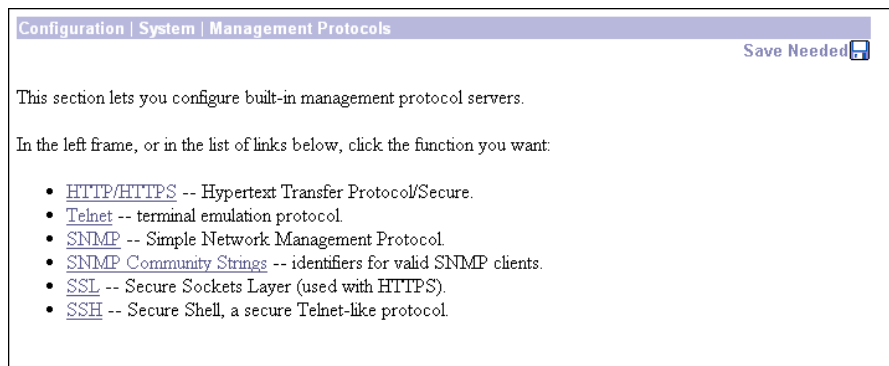 Configuration | System | Management Protocols
Save Needed
This section lets you configure built-in management protocol servers.
In the left frame, or in the list of links below, click the function you want:
• HTTP/HTTPS -- Hypertext Transfer Protocol/Secure.
• Telnet -- terminal emulation protocol.
• SNMP -- Simple Network Management Protocol.
• SNMP Community Strings -- identifiers for valid SNMP clients.
• SSL -- Secure Sockets Layer (used with HTTPS).
• SSH -- Secure Shell, a secure Telnet-like protocol.